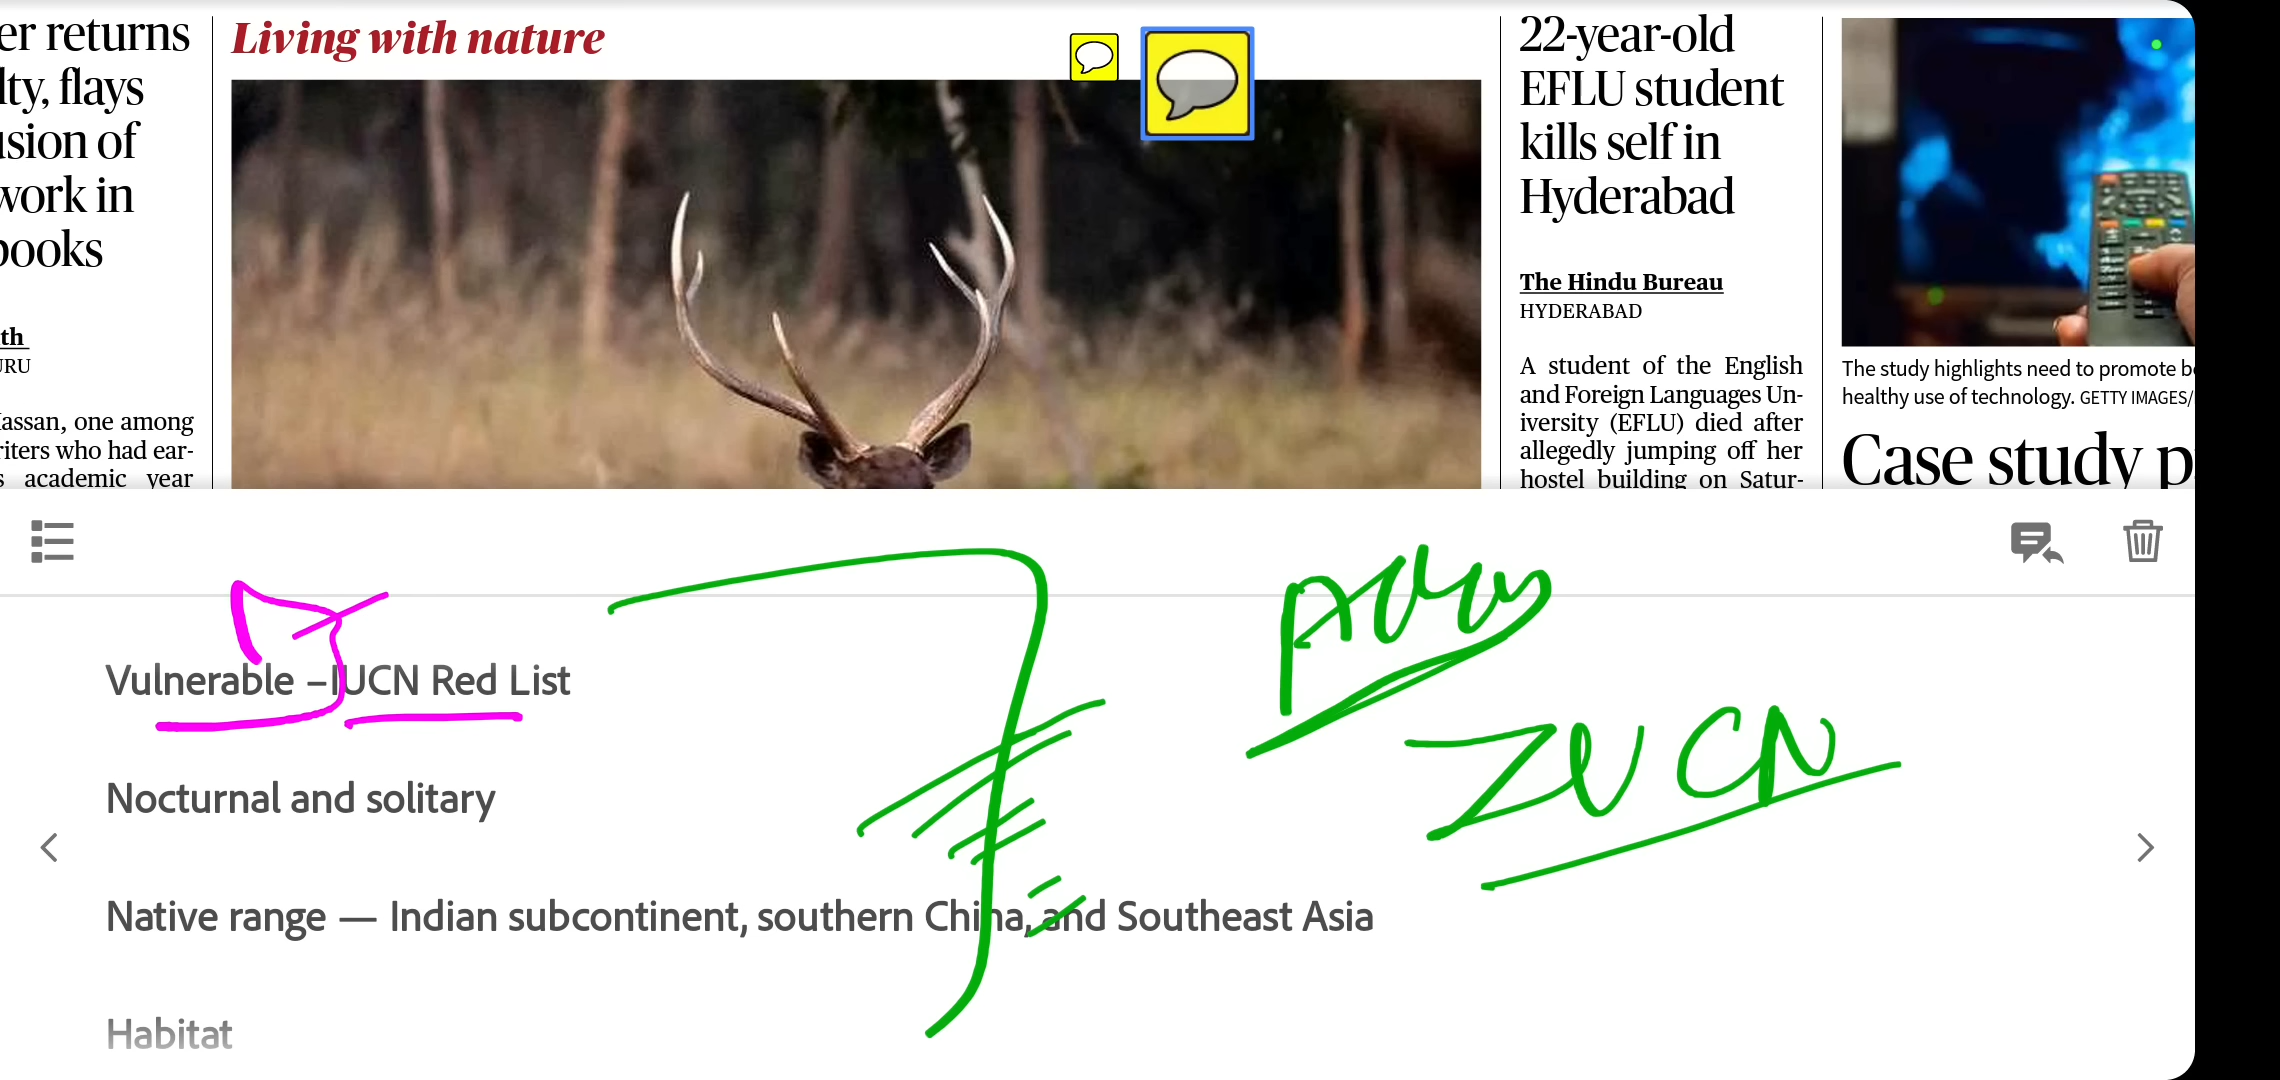 er returns
lty, flays
usion of
work in
books
th
URU
Hassan, one among
riters who had ear-
s academic year
Living with nature
22-year-old
EFLU student
kills self in
Hyderabad
The Hindu Bureau
HYDERABAD
A student of the English
and Foreign Languages Un-
iversity (EFLU) died after
allegedly jumping off her
hostel building on Satur-
The study highlights need to promote b
healthy use of technology. GETTY IMAGES/
Case study p
Vulnerable –IUCN Red List
Nocturnal and solitary
Native range — Indian subcontinent, southern China, and Southeast Asia
Habitat
IUCN